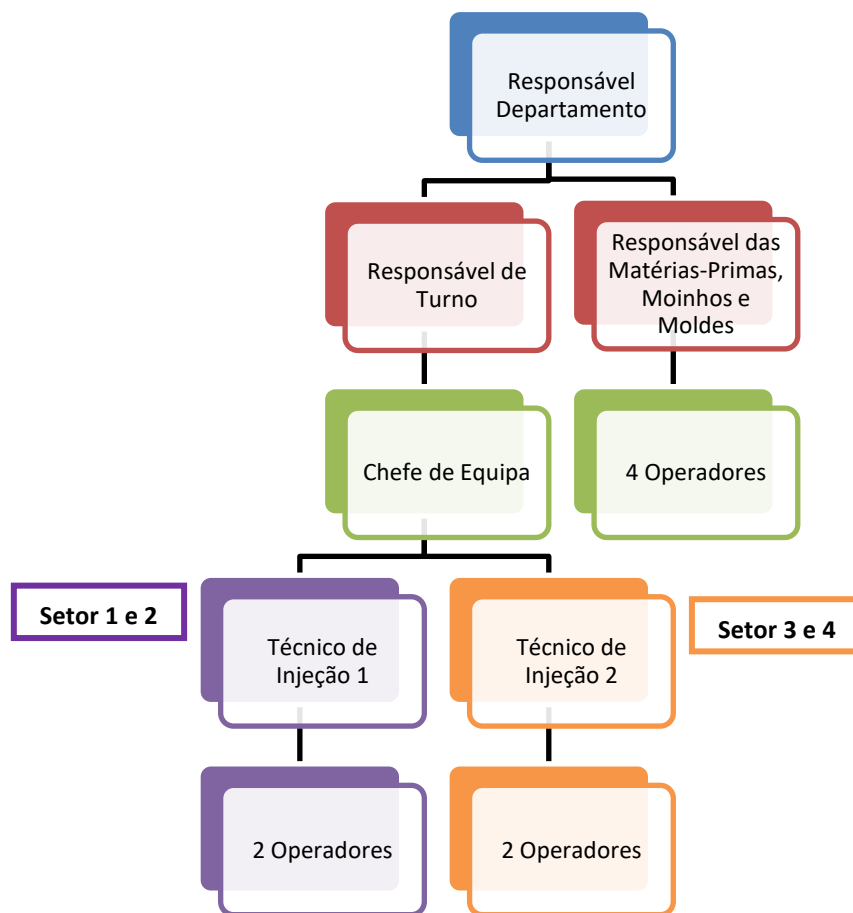 Responsável
Departamento
Responsável de
Turno
Responsável das
Matérias-Primas,
Moinhos e
Moldes
Chefe de Equipa
4 Operadores
Setor 1 e 2
Técnico de
Injeção 1
Técnico de
Injeção 2
Setor 3 e 4
2 Operadores
2 Operadores